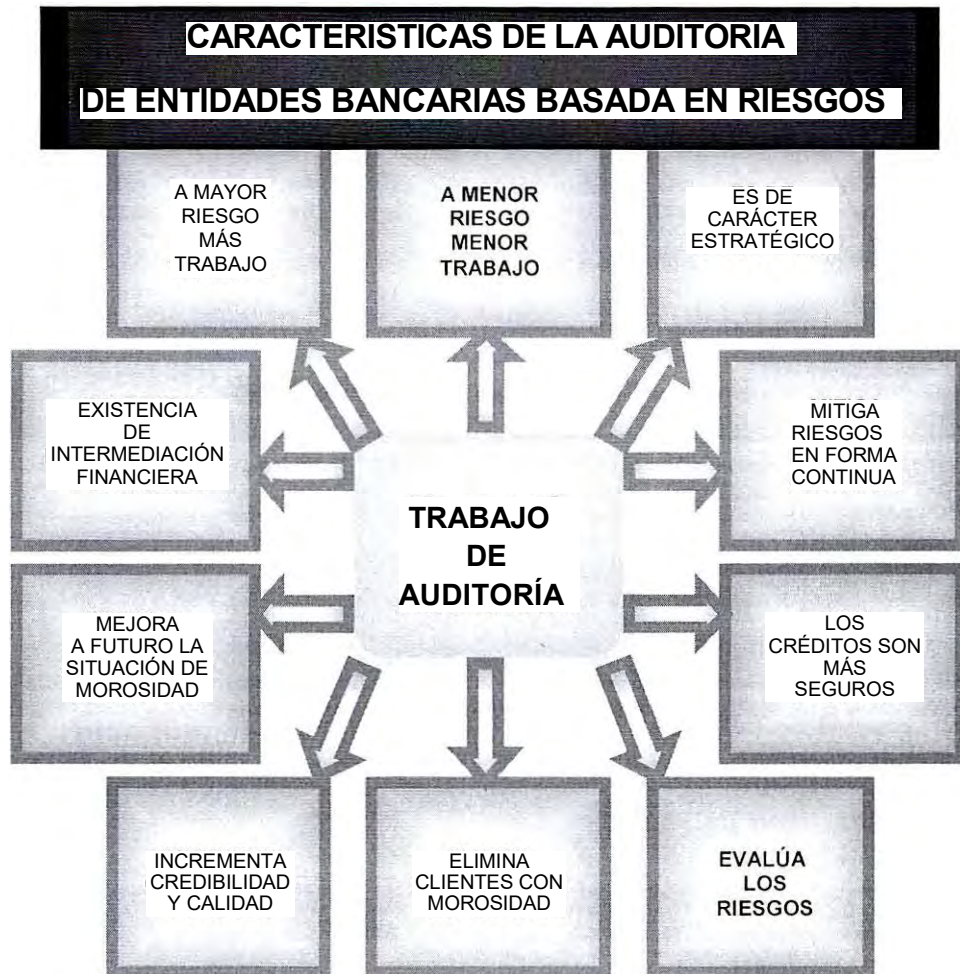 CARACTERISTICAS DE LA AUDITORIA
DE ENTIDADES BANCARIAS BASADA EN RIESGOS
A MAYOR
RIESGO
MÁS
TRABAJO
A MENOR
RIESGO
MENOR
TRABAJO
ES DE
CARÁCTER
ESTRATÉGICO
EXISTENCIA
DE
INTERMEDIACIÓN
FINANCIERA
MITIGA
RIESGOS
EN FORMA
CONTINUA
TRABAJO
DE
AUDITORÍA
MEJORA
A FUTURO LA
SITUACIÓN DE
MOROSIDAD
LOS
CRÉDITOS SON
MÁS
SEGUROS
INCREMENTA
CREDIBILIDAD
Y CALIDAD
ELIMINA
CLIENTES CON
MOROSIDAD
EVALÚA
LOS
RIESGOS